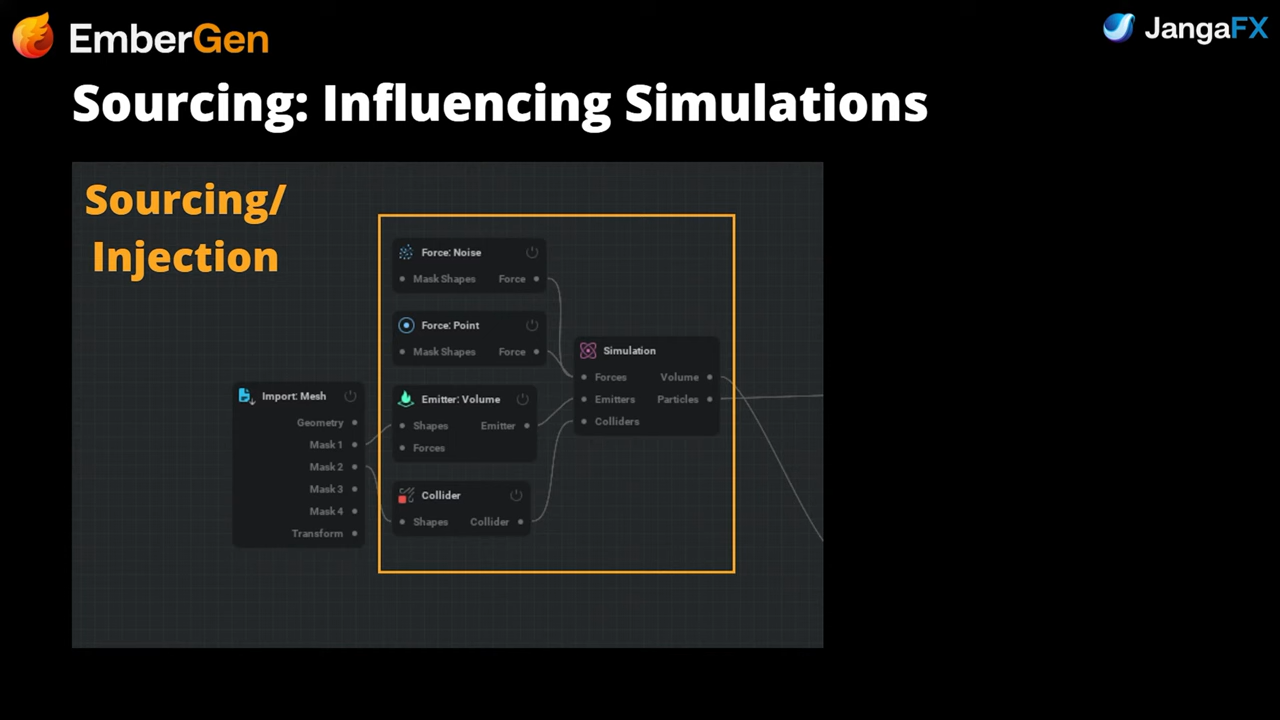 EmberGen
JangaFX
Sourcing: Influencing Simulations
Sourcing/
Injection
Force: Noise
Mask Shapes Force
Force: Point
Mask Shapes Force
Simulation
Forces Volume
Emitters Particles
Colliders
Import: Mesh
Geometry
Mask 1
Mask 2
Mask 3
Mask 4
Transform
Emitter: Volume
Shapes Emitter
Forces
Collider
Shapes Collider